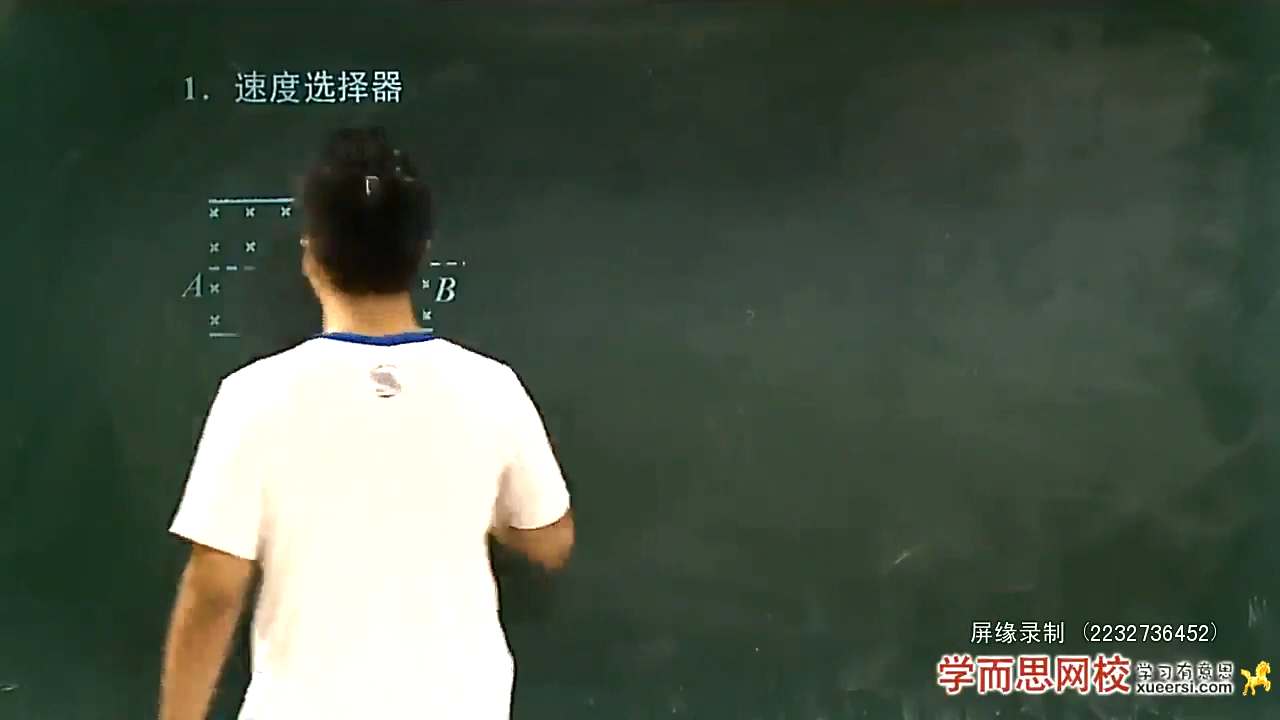 1. 速度选择器
A
B
屏缘录制 (2232736452)
学而思网校 学习有意思
xueersi.com